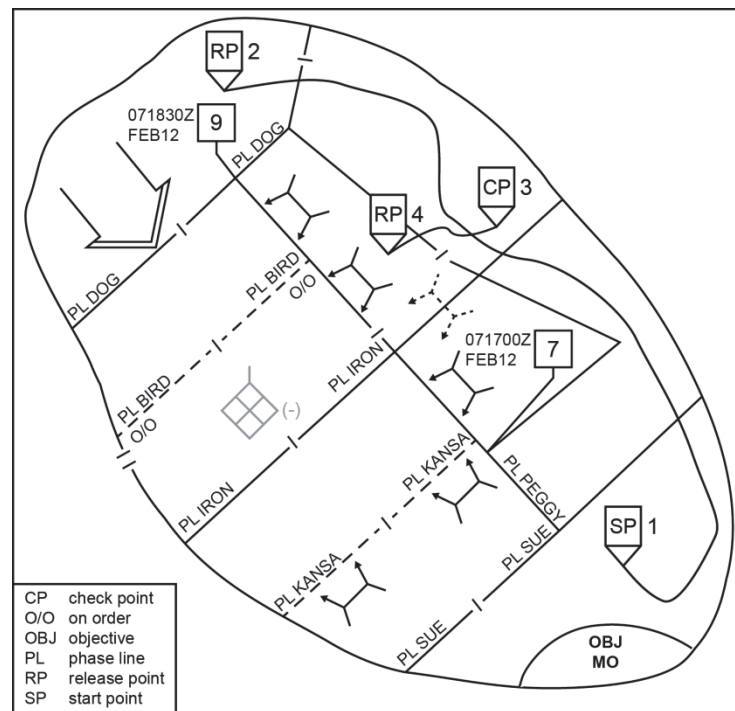 RP 2
071830Z
FEB12
9
PL DOG
CP 3
RP 4
PL BIRD
O/O
PL DOG
071700Z
FEB12
7
PL IRON
PL BIRD
O/O
(-)
PL KANSA
PL PEGGY
PL IRON
SP 1
PL SUE
PL KANSA
PL SUE
OBJ
MO
CP check point
O/O on order
OBJ objective
PL phase line
RP release point
SP start point